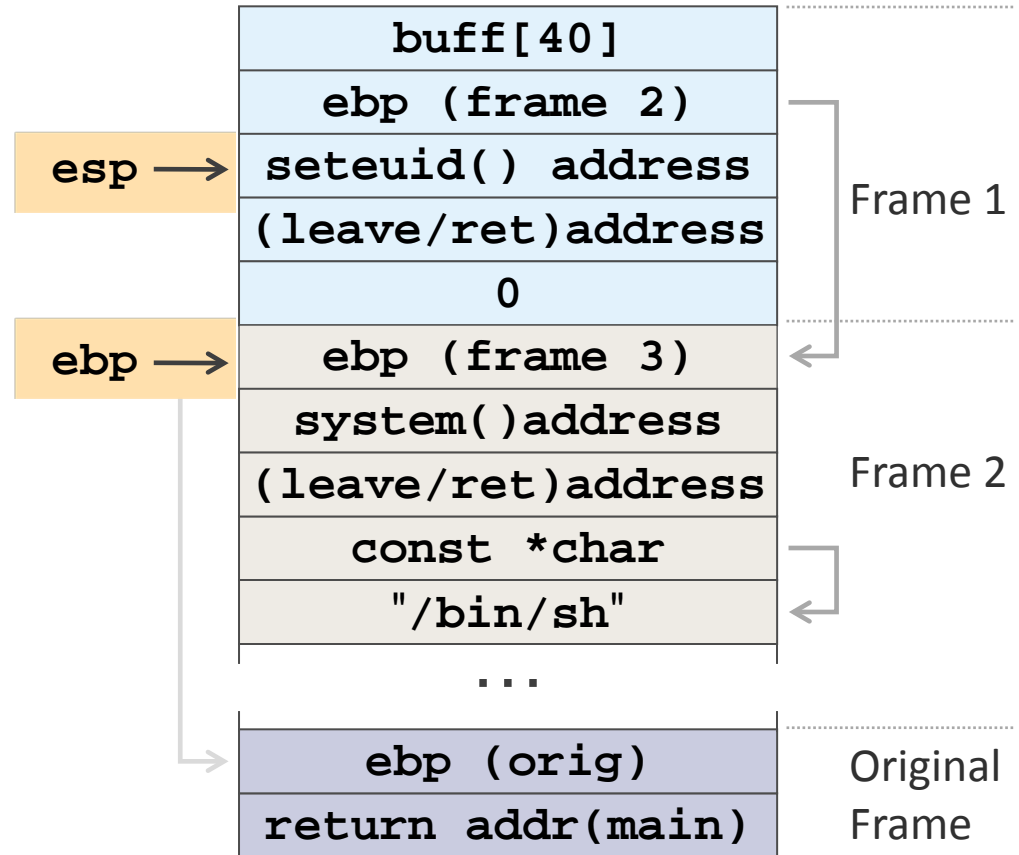 buff[40]
ebp (frame 2)
esp
seteuid() address
(leave/ret)address
Frame 1
0
ebp
ebp (frame 3)
system()address
(leave/ret)address
Frame 2
const *char
"/bin/sh"
...
ebp (orig)
return addr(main)
Original
Frame